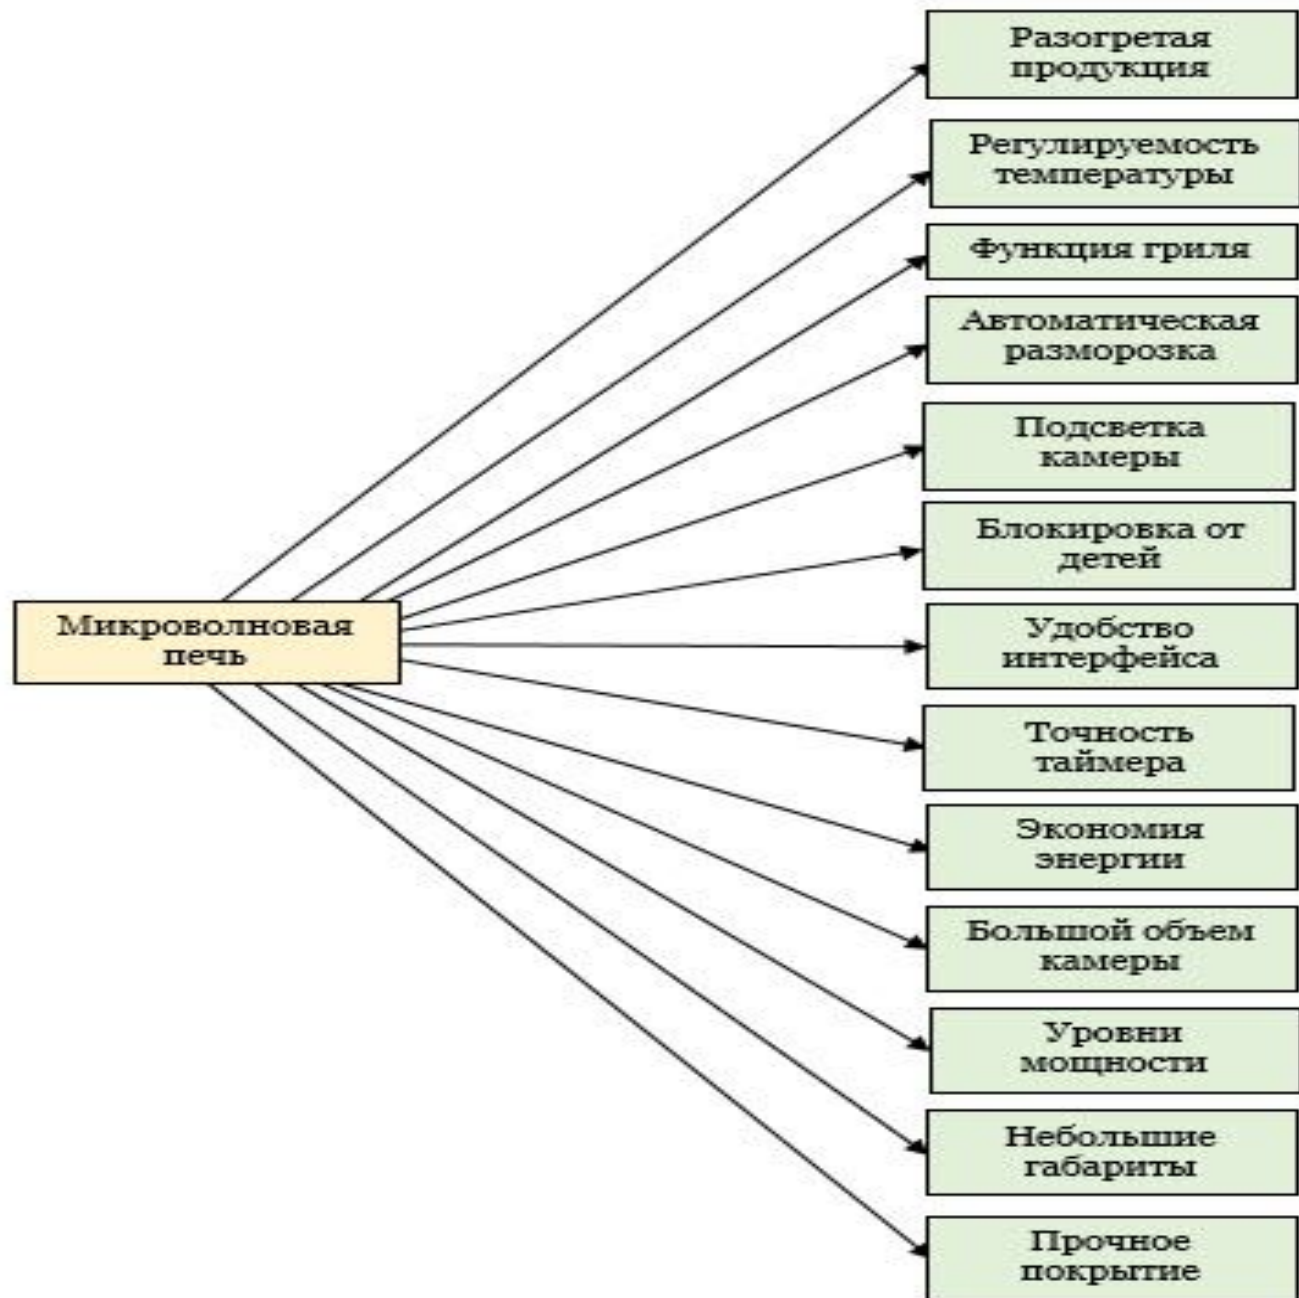 Разогретая
продукция
Регулируемость
температуры
Функция гриля
Автоматическая
разморозка
Подсветка
камеры
Блокировка от
детей
Микроволновая
печь
Удобство
интерфейса
Точность
таймера
Экономия
энергии
Большой объем
камеры
Уровни
мощности
Небольшие
габариты
Прочное
покрытие